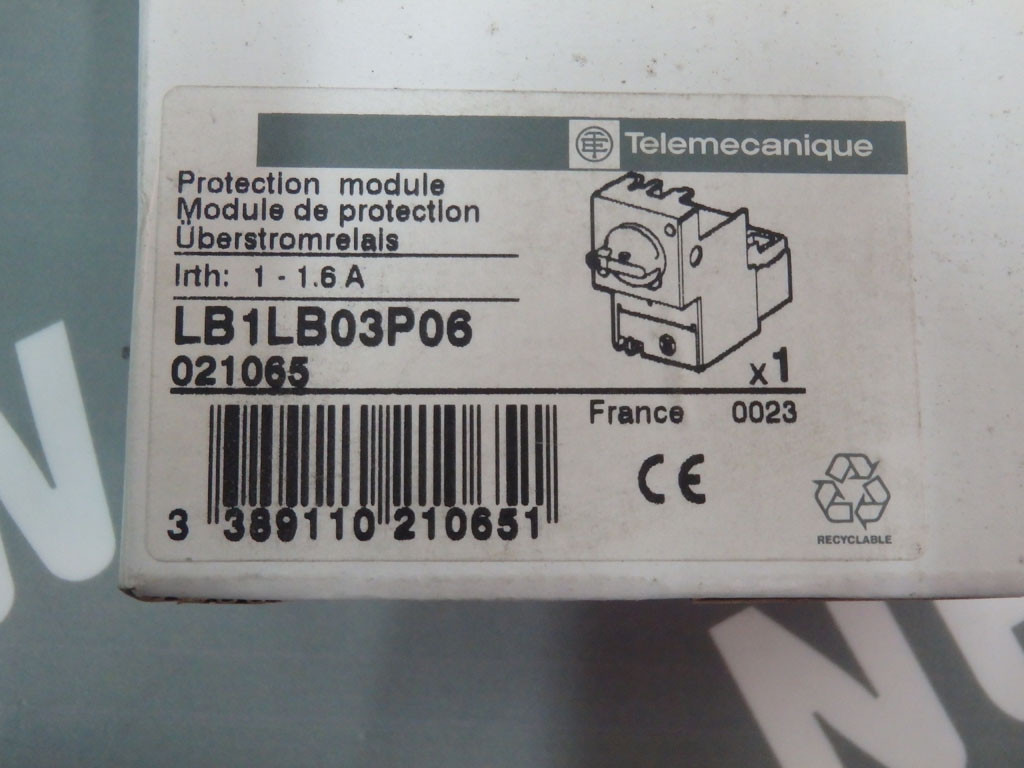 Telemecanique
Protection module
Module de protection
Überstromrelais
Irth: 1 - 1.6 A
LB1LB03P06
021065
x1
France 0023
CE
3 389110 210651
RECYCLABLE